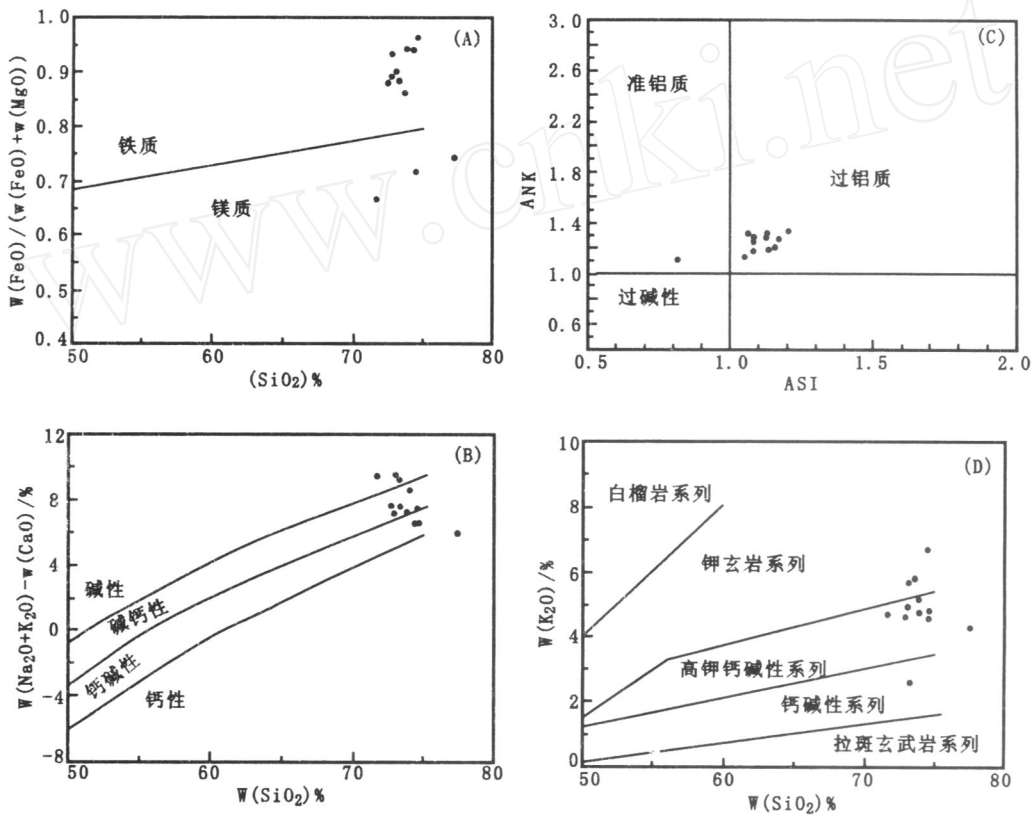 (A)
1.0
0.9
0.8
0.7
0.6
0.5
0.4
W(FeO)/(w(FeO)+w(MgO))
铁质
镁质
50
60
70
80
(SiO₂)%
(C)
3.0
2.6
2.2
1.8
1.4
1.0
0.6
ANK
准铝质
过铝质
过碱性
0.5
1.0
1.5
2.0
ASI
(B)
12
8
4
0
-4
-8
W(Na₂O+K₂O)-w(CaO)/%
碱性
碱钙性
钙碱性
钙性
50
60
70
80
W(SiO₂)%
(D)
10
8
6
4
2
0
W(K₂O)/%
白榴岩系列
钾玄岩系列
高钾钙碱性系列
钙碱性系列
拉斑玄武岩系列
50
60
70
80
W(SiO₂)%
www.cnki.net